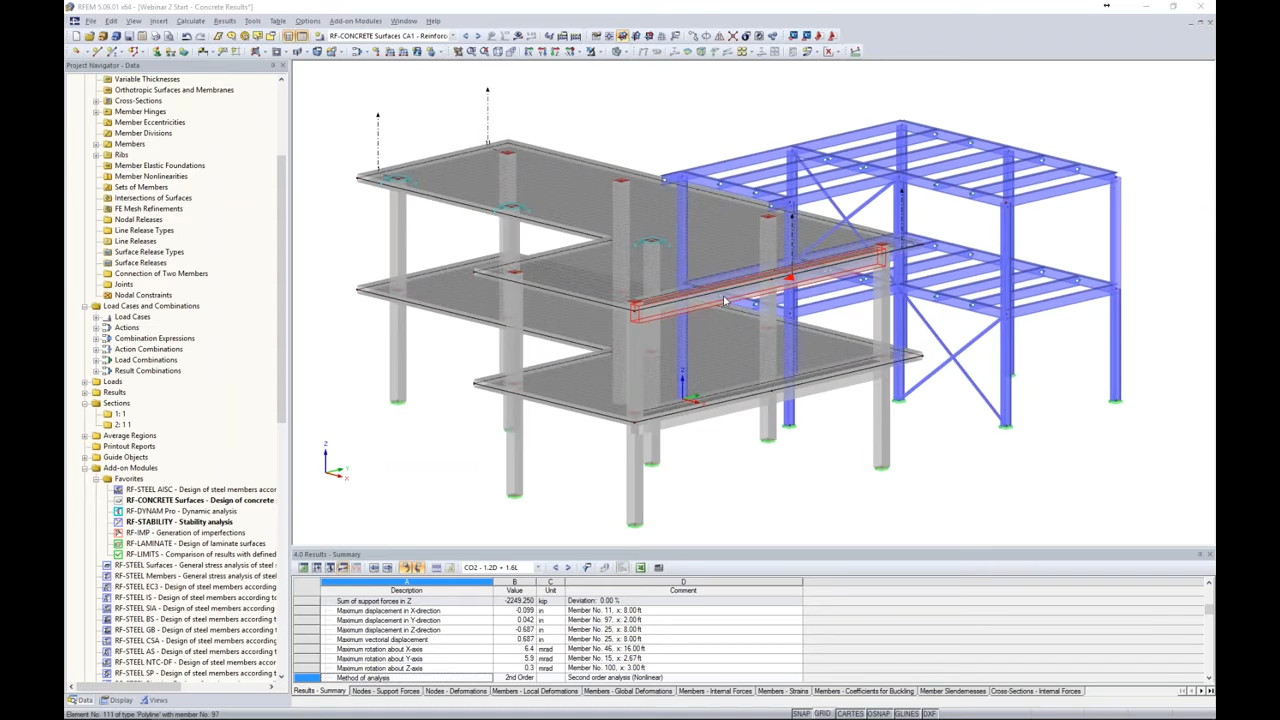 RFEM 5.09.01 x64 - [Webinar 2 Start - Concrete Results*]
File Edit View Insert Calculate Results Tools Table Options Add-on Modules Window Help
RF-CONCRETE Surfaces CA1 - Reinforc
Project Navigator - Data
Variable Thicknesses
Orthotropic Surfaces and Membranes
Cross-Sections
Member Hinges
Member Eccentricities
Member Divisions
Members
Ribs
Member Elastic Foundations
Member Nonlinearities
Sets of Members
Intersections of Surfaces
FE Mesh Refinements
Nodal Releases
Line Release Types
Line Releases
Surface Release Types
Surface Releases
Connection of Two Members
Joints
Nodal Constraints
Load Cases and Combinations
Load Cases
Actions
Combination Expressions
Action Combinations
Load Combinations
Result Combinations
Loads
Results
Sections
1: 1
2: 1 1
Average Regions
Printout Reports
Guide Objects
Add-on Modules
Favorites
RF-STEEL AISC - Design of steel members accor
RF-CONCRETE Surfaces - Design of concrete
RF-DYNAM Pro - Dynamic analysis
RF-STABILITY - Stability analysis
RF-IMP - Generation of imperfections
RF-LAMINATE - Design of laminate surfaces
RF-LIMITS - Comparison of results with defined
RF-STEEL Surfaces - General stress analysis of steel
RF-STEEL Members - General stress analysis of steel
RF-STEEL EC3 - Design of steel members according
RF-STEEL IS - Design of steel members according to
RF-STEEL SIA - Design of steel members according
RF-STEEL BS - Design of steel members according t
RF-STEEL GB - Design of steel members according t
RF-STEEL CSA - Design of steel members according
RF-STEEL AS - Design of steel members according t
RF-STEEL NTC-DF - Design of steel members accord
RF-STEEL SP - Design of steel members according t
Data Display Views
Z
Y
X
Z
4.0 Results - Summary
CO2 - 1.2D + 1.6L
A B C D
Description Value Unit Comment
Sum of support forces in Z -2249.250 kip Deviation: 0.00 %
Maximum displacement in X-direction -0.099 in Member No. 11, x: 8.00 ft
Maximum displacement in Y-direction 0.042 in Member No. 97, x: 2.00 ft
Maximum displacement in Z-direction -0.687 in Member No. 25, x: 8.00 ft
Maximum vectorial displacement 0.687 in Member No. 25, x: 8.00 ft
Maximum rotation about X-axis 6.4 mrad Member No. 46, x: 16.00 ft
Maximum rotation about Y-axis 5.9 mrad Member No. 15, x: 2.67 ft
Maximum rotation about Z-axis 0.3 mrad Member No. 100, x: 3.00 ft
Method of analysis 2nd Order Second order analysis (Nonlinear)
Results - Summary Nodes - Support Forces Nodes - Deformations Members - Local Deformations Members - Global Deformations Members - Internal Forces Members - Strains Members - Coefficients for Buckling Member Slendernesses Cross-Sections - Internal Forces
Element No. 111 of type 'Polyline' with member No. 97
SNAP GRID CARTES OSNAP GLINES DXF